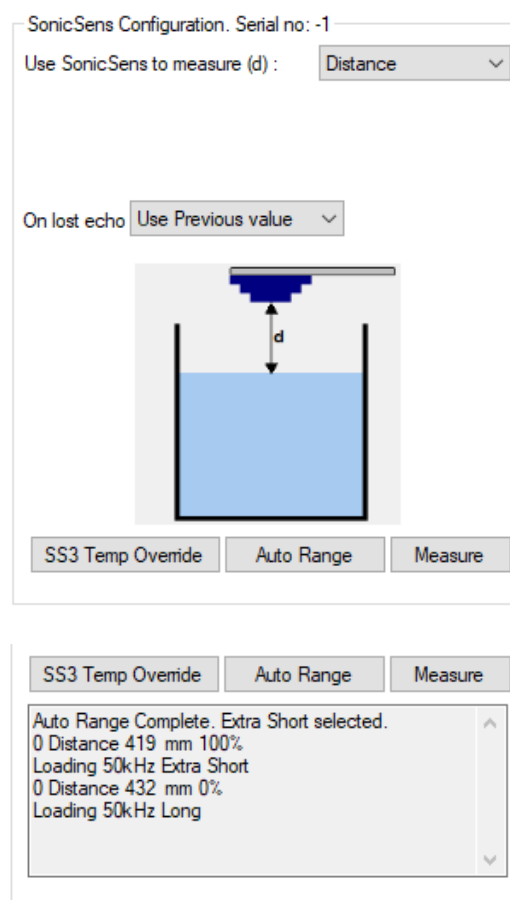 SonicSens Configuration. Serial no: -1
Use SonicSens to measure (d) : Distance
On lost echo Use Previous value
d
SS3 Temp Override Auto Range Measure
SS3 Temp Override Auto Range Measure
Auto Range Complete. Extra Short selected.
0 Distance 419 mm 100%
Loading 50kHz Extra Short
0 Distance 432 mm 0%
Loading 50kHz Long